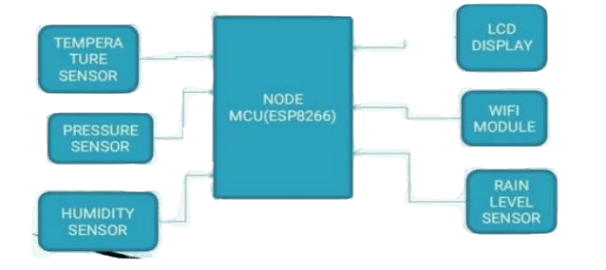 TEMPERA
TURE
SENSOR
PRESSURE
SENSOR
HUMIDITY
SENSOR
NODE
MCU(ESP8266)
LCD
DISPLAY
WIFI
MODULE
RAIN
LEVEL
SENSOR